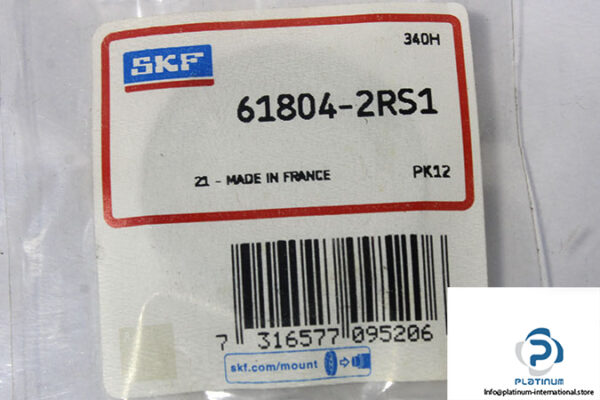 340H
SKF
61804-2RS1
21 - MADE IN FRANCE
PK12
7 316577 095206
skf.com/mount
PLATINUM
https://platinum-international.store